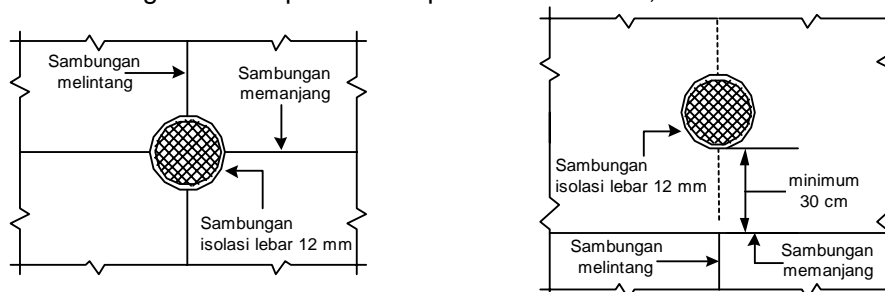 Sambungan
melintang
Sambungan
memanjang
Sambungan
isolasi lebar 12 mm
Sambungan
isolasi lebar 12 mm
minimum
30 cm
Sambungan
melintang
Sambungan
memanjang